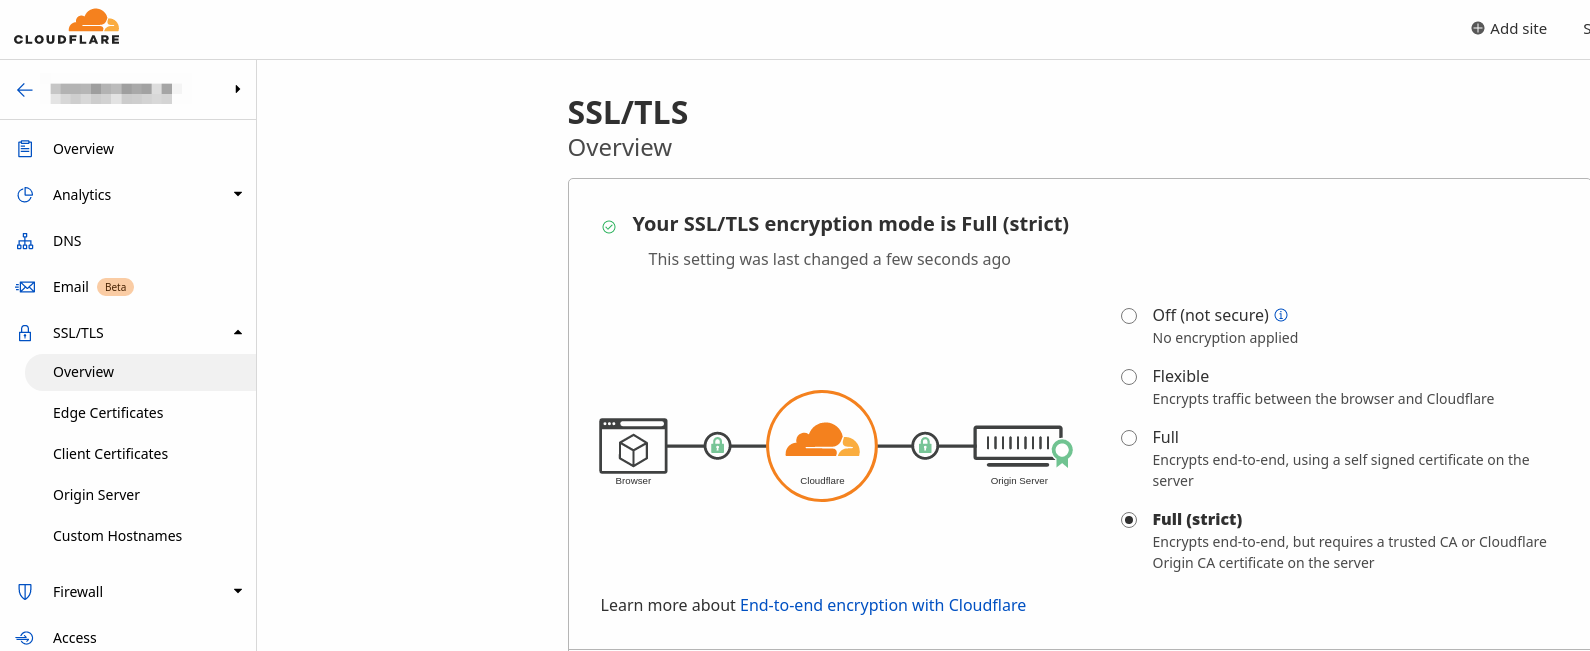 CLOUDFLARE
Add site
Overview
Analytics
DNS
Email Beta
SSL/TLS
Overview
Edge Certificates
Client Certificates
Origin Server
Custom Hostnames
Firewall
Access
SSL/TLS
Overview
Your SSL/TLS encryption mode is Full (strict)
This setting was last changed a few seconds ago
Browser
Cloudflare
Origin Server
Off (not secure)
No encryption applied
Flexible
Encrypts traffic between the browser and Cloudflare
Full
Encrypts end-to-end, using a self signed certificate on the
server
Full (strict)
Encrypts end-to-end, but requires a trusted CA or Cloudflare
Origin CA certificate on the server
Learn more about End-to-end encryption with Cloudflare